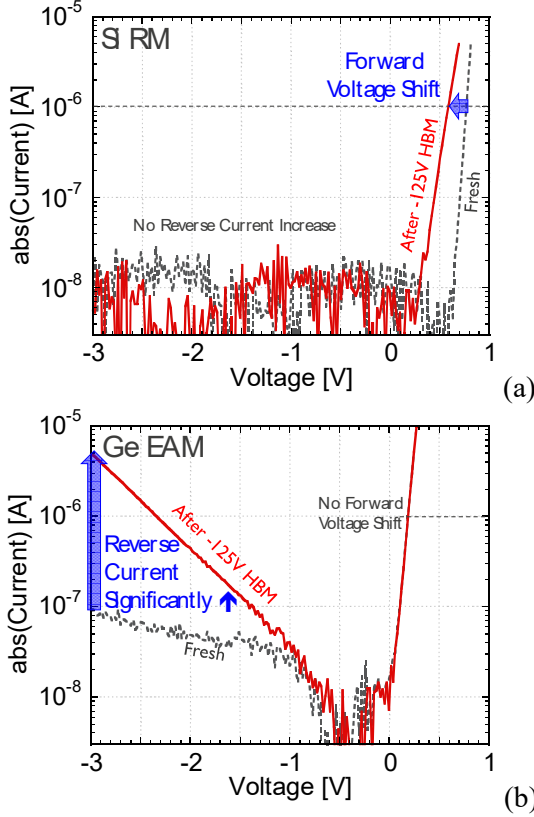 Si RM
Forward
Voltage Shift
After -125V HBM
Fresh
No Reverse Current Increase
abs(Current) [A]
10-5
10-6
10-7
10-8
-3
-2
-1
0
1
Voltage [V]
(a)
Ge EAM
No Forward
Voltage Shift
After -125V HBM
Reverse
Current
Significantly
Fresh
abs(Current) [A]
10-5
10-6
10-7
10-8
-3
-2
-1
0
1
Voltage [V]
(b)